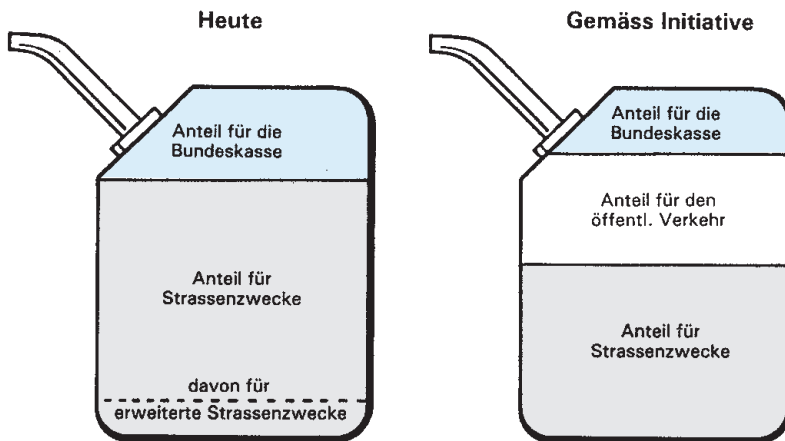 Heute
Anteil für die
Bundeskasse
Anteil für
Strassenzwecke
davon für
erweiterte Strassenzwecke
Gemäss Initiative
Anteil für die
Bundeskasse
Anteil für den
öffentl. Verkehr
Anteil für
Strassenzwecke